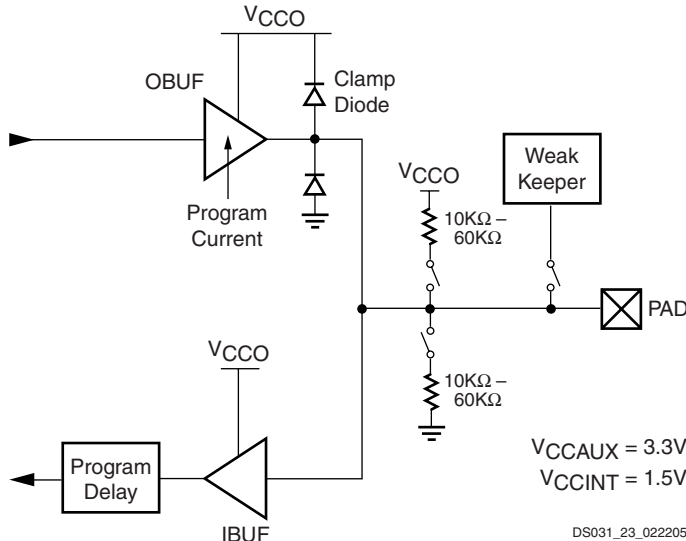 VCCO
OBUF
Clamp
Diode
Program
Current
VCCO
10KΩ –
60KΩ
Weak
Keeper
PAD
10KΩ –
60KΩ
VCCO
Program
Delay
IBUF
VCCAUX = 3.3V
VCCINT = 1.5V
DS031_23_022205